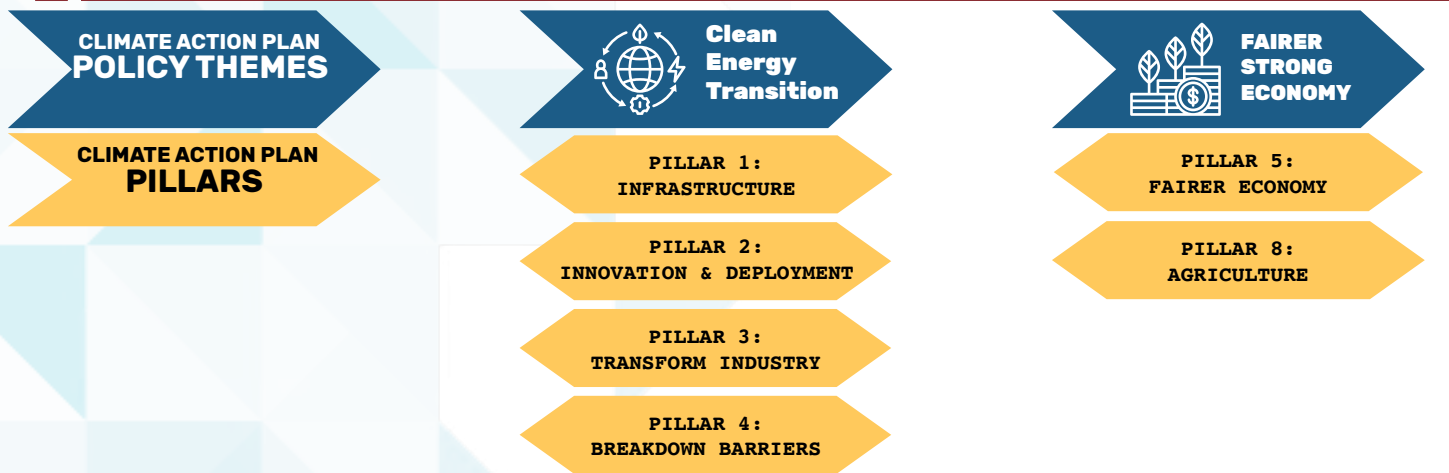 CLIMATE ACTION PLAN
POLICY THEMES
Clean
Energy
Transition
FAIRER
STRONG
ECONOMY
CLIMATE ACTION PLAN
PILLARS
PILLAR 1:
INFRASTRUCTURE
PILLAR 2:
INNOVATION & DEPLOYMENT
PILLAR 3:
TRANSFORM INDUSTRY
PILLAR 4:
BREAKDOWN BARRIERS
PILLAR 5:
FAIRER ECONOMY
PILLAR 8:
AGRICULTURE